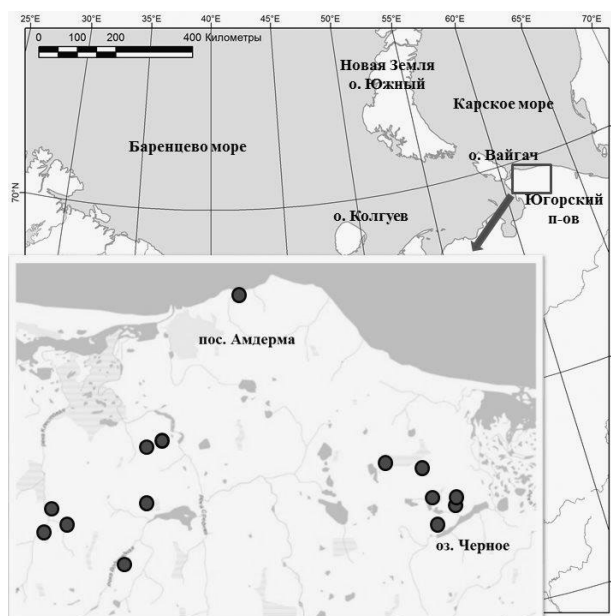 25°E 30°E 35°E 40°E 45°E 50°E 55°E 60°E 65°E 70°E
0 100 200 400 Километры
Новая Земля
о. Южный
Карское море
Баренцево море
о. Вайгач
70°N
Югорский
п-ов
о. Колгуев
пос. Амдерма
оз. Черное